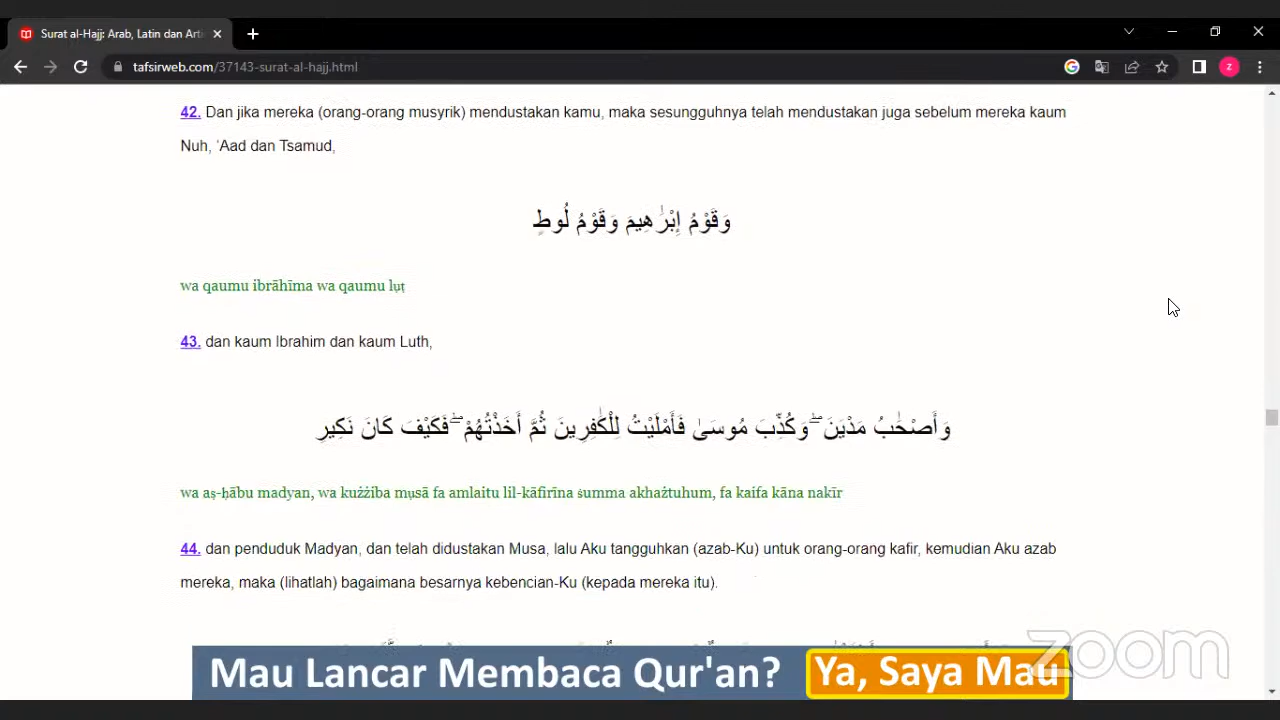 Surat al-Hajj: Arab, Latin dan Arti
tafsirweb.com/37143-surat-al-hajj.html
z
42. Dan jika mereka (orang-orang musyrik) mendustakan kamu, maka sesungguhnya telah mendustakan juga sebelum mereka kaum
Nuh, 'Aad dan Tsamud,
وَقَوْمُ إِبْرَٰهِيمَ وَقَوْمُ لُوطٍ
wa qaumu ibrāhīma wa qaumu lụṭ
43. dan kaum Ibrahim dan kaum Luth,
وَأَصْحَٰبُ مَدْيَنَ ۖ وَكُذِّبَ مُوسَىٰ فَأَمْلَيْتُ لِلْكَٰفِرِينَ ثُمَّ أَخَذْتُهُمْ ۖ فَكَيْفَ كَانَ نَكِيرِ
wa aṣ-ḥābu madyan, wa kużżiba mụsā fa amlaitu lil-kāfirīna ṡumma akhażtuhum, fa kaifa kāna nakīr
44. dan penduduk Madyan, dan telah didustakan Musa, lalu Aku tangguhkan (azab-Ku) untuk orang-orang kafir, kemudian Aku azab
mereka, maka (lihatlah) bagaimana besarnya kebencian-Ku (kepada mereka itu).
Mau Lancar Membaca Qur'an? Ya, Saya Mau
zoom